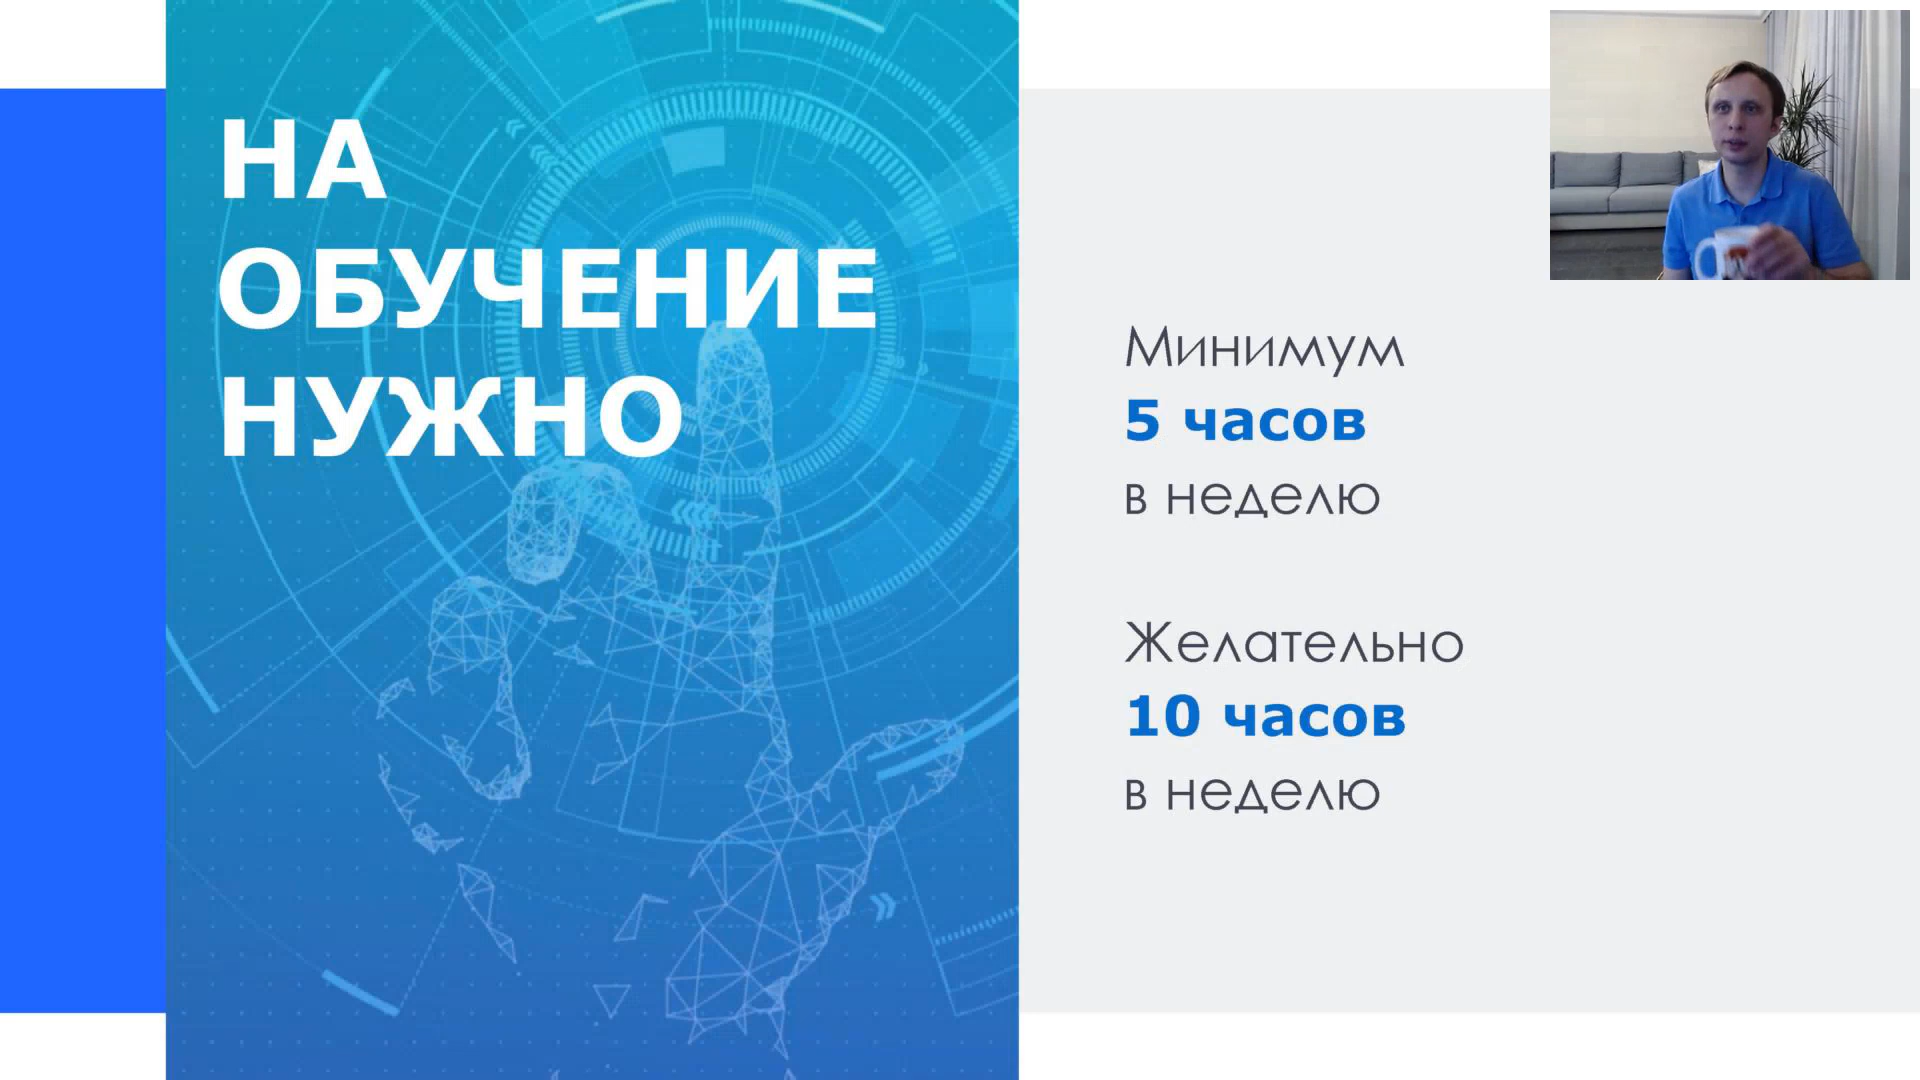 НА
ОБУЧЕНИЕ
НУЖНО
Минимум
5 часов
в неделю
Желательно
10 часов
в неделю